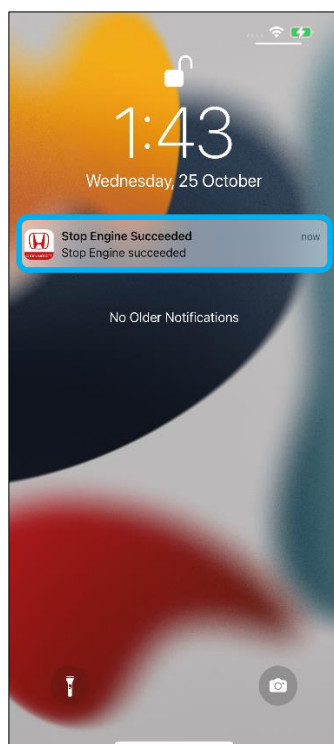 1:43
Wednesday, 25 October
Stop Engine Succeeded now
Stop Engine succeeded
No Older Notifications